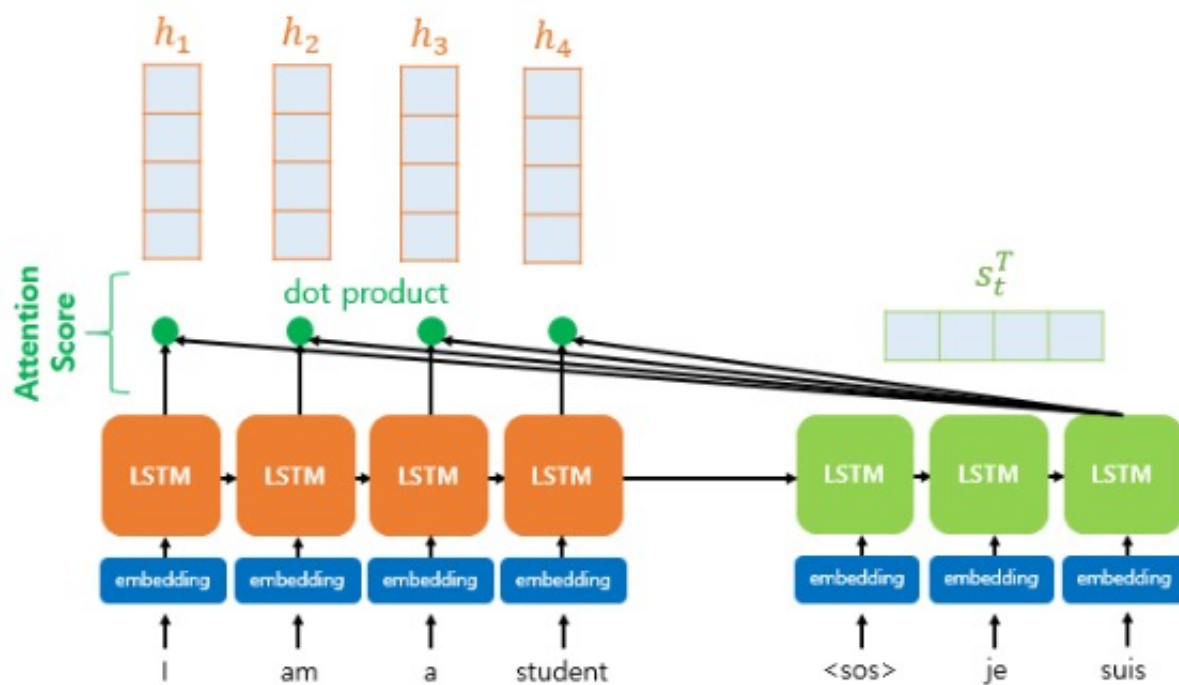 h₁ h₂ h₃ h₄
sₜᵀ
Attention
Score
dot product
LSTM LSTM LSTM LSTM LSTM LSTM LSTM
embedding embedding embedding embedding embedding embedding embedding
I am a student <sos> je suis